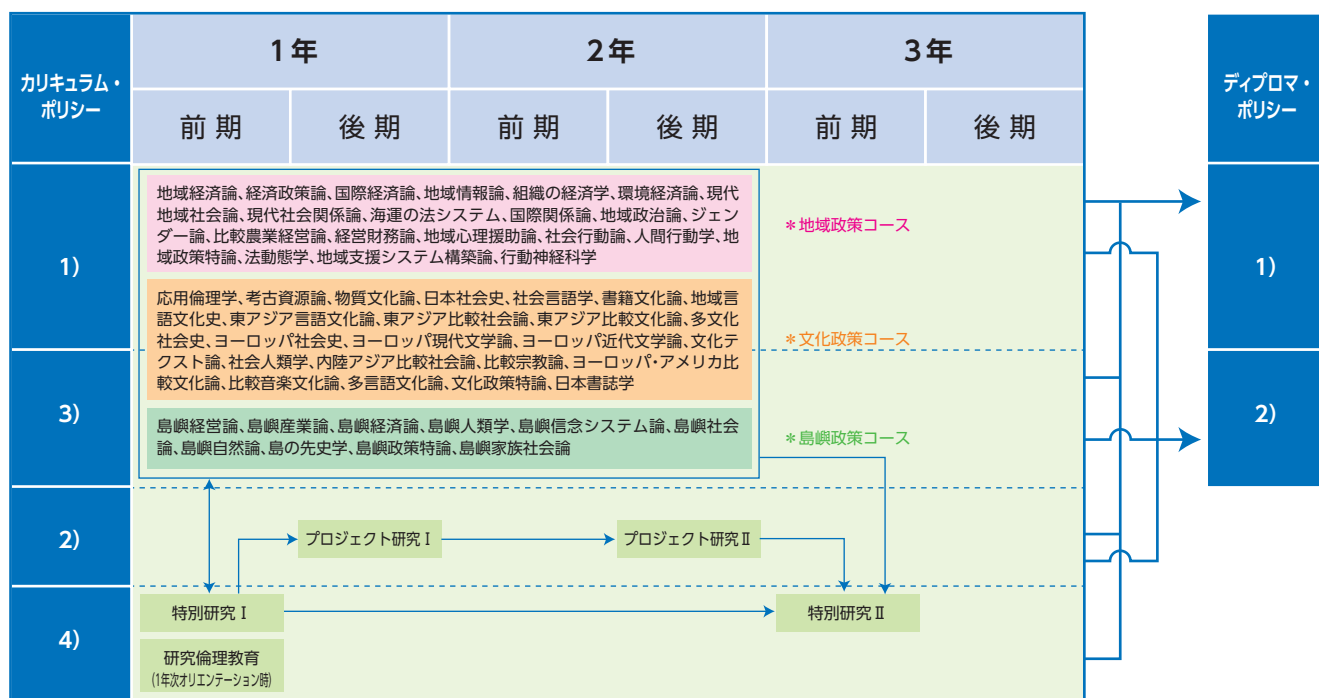 カリキュラム・
ポリシー
1年
2年
3年
ディプロマ・
ポリシー
前期
後期
前期
後期
前期
後期
1)
地域経済論、経済政策論、国際経済論、地域情報論、組織の経済学、環境経済論、現代
地域社会論、現代社会関係論、海運の法システム、国際関係論、地域政治論、ジェン
ダー論、比較農業経営論、経営財務論、地域心理援助論、社会行動論、人間行動学、地
域政策特論、法動態学、地域支援システム構築論、行動神経科学
＊地域政策コース
1)
応用倫理学、考古資源論、物質文化論、日本社会史、社会言語学、書籍文化論、地域言
語文化史、東アジア言語文化論、東アジア比較社会論、東アジア比較文化論、多文化
社会史、ヨーロッパ社会史、ヨーロッパ現代文学論、ヨーロッパ近代文学論、文化テ
クスト論、社会人類学、内陸アジア比較社会論、比較宗教論、ヨーロッパ・アメリカ比
較文化論、比較音楽文化論、多言語文化論、文化政策特論、日本書誌学
＊文化政策コース
3)
島嶼経営論、島嶼産業論、島嶼経済論、島嶼人類学、島嶼信念システム論、島嶼社会
論、島嶼自然論、島の先史学、島嶼政策特論、島嶼家族社会論
＊島嶼政策コース
2)
2)
プロジェクト研究Ⅰ
プロジェクト研究Ⅱ
4)
特別研究Ⅰ
特別研究Ⅱ
研究倫理教育
(1年次オリエンテーション時)